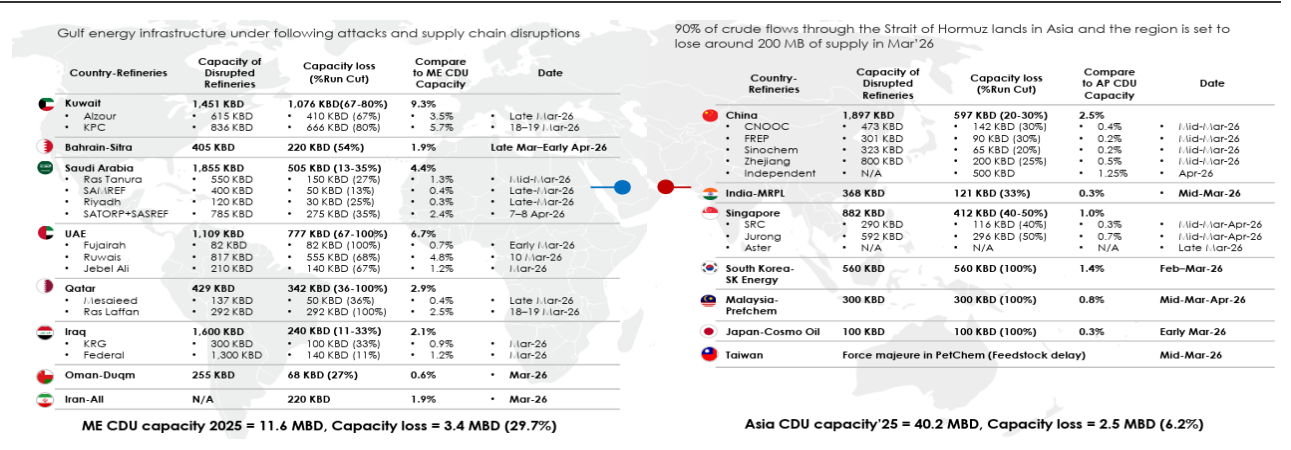 Gulf energy infrastructure under following attacks and supply chain disruptions
Country-Refineries
Capacity of Disrupted Refineries
Capacity loss (%Run Cut)
Compare to ME CDU Capacity
Date
Kuwait 1,451 KBD 1,076 KBD(67-80%) 9.3%
• Alzour • 615 KBD • 410 KBD (67%) • 3.5% • Late Mar-26
• KPC • 836 KBD • 666 KBD (80%) • 5.7% • 18-19 Mar-26
Bahrain-Sitra 405 KBD 220 KBD (54%) 1.9% Late Mar–Early Apr-26
Saudi Arabia 1,855 KBD 505 KBD (13-35%) 4.4%
• Ras Tanura • 550 KBD • 150 KBD (27%) • 1.3% • Mid-Mar-26
• SAMREF • 400 KBD • 50 KBD (13%) • 0.4% • Late-Mar-26
• Riyadh • 120 KBD • 30 KBD (25%) • 0.3% • Late-Mar-26
• SATORP+SASREF • 785 KBD • 275 KBD (35%) • 2.4% • 7–8 Apr-26
UAE 1,109 KBD 777 KBD (67-100%) 6.7%
• Fujairah • 82 KBD • 82 KBD (100%) • 0.7% • Early Mar-26
• Ruwais • 817 KBD • 555 KBD (68%) • 4.8% • 10 Mar-26
• Jebel Ali • 210 KBD • 140 KBD (67%) • 1.2% • Mar-26
Qatar 429 KBD 342 KBD (36-100%) 2.9%
• Mesaieed • 137 KBD • 50 KBD (36%) • 0.4% • Late Mar-26
• Ras Laffan • 292 KBD • 292 KBD (100%) • 2.5% • 18–19 Mar-26
Iraq 1,600 KBD 240 KBD (11-33%) 2.1%
• KRG • 300 KBD • 100 KBD (33%) • 0.9% • Mar-26
• Federal • 1,300 KBD • 140 KBD (11%) • 1.2% • Mar-26
Oman-Duqm 255 KBD 68 KBD (27%) 0.6% • Mar-26
Iran-All N/A 220 KBD 1.9% • Mar-26
ME CDU capacity 2025 = 11.6 MBD, Capacity loss = 3.4 MBD (29.7%)
90% of crude flows through the Strait of Hormuz lands in Asia and the region is set to
lose around 200 MB of supply in Mar'26
Country-Refineries
Capacity of Disrupted Refineries
Capacity loss (%Run Cut)
Compare to AP CDU Capacity
Date
China 1,897 KBD 597 KBD (20-30%) 2.5%
• CNOOC • 473 KBD • 142 KBD (30%) • 0.4% • Mid-Mar-26
• FREP • 301 KBD • 90 KBD (30%) • 0.2% • Mid-Mar-26
• Sinochem • 323 KBD • 65 KBD (20%) • 0.2% • Mid-Mar-26
• Zhejiang • 800 KBD • 200 KBD (25%) • 0.5% • Mid-Mar-26
• Independent • N/A • 500 KBD • 1.25% • Apr-26
India-MRPL 368 KBD 121 KBD (33%) 0.3% • Mid-Mar-26
Singapore 882 KBD 412 KBD (40-50%) 1.0%
• SRC • 290 KBD • 116 KBD (40%) • 0.3% • Mid-Mar-Apr-26
• Jurong • 592 KBD • 296 KBD (50%) • 0.7% • Mid-Mar-Apr-26
• Aster • N/A • N/A • N/A • Late Mar-26
South Korea- 560 KBD 560 KBD (100%) 1.4% Feb–Mar-26
SK Energy
Malaysia- 300 KBD 300 KBD (100%) 0.8% Mid-Mar-Apr-26
Prefchem
Japan-Cosmo Oil 100 KBD 100 KBD (100%) 0.3% Early Mar-26
Taiwan Force majeure in PetChem (Feedstock delay) Mid-Mar-26
Asia CDU capacity'25 = 40.2 MBD, Capacity loss = 2.5 MBD (6.2%)